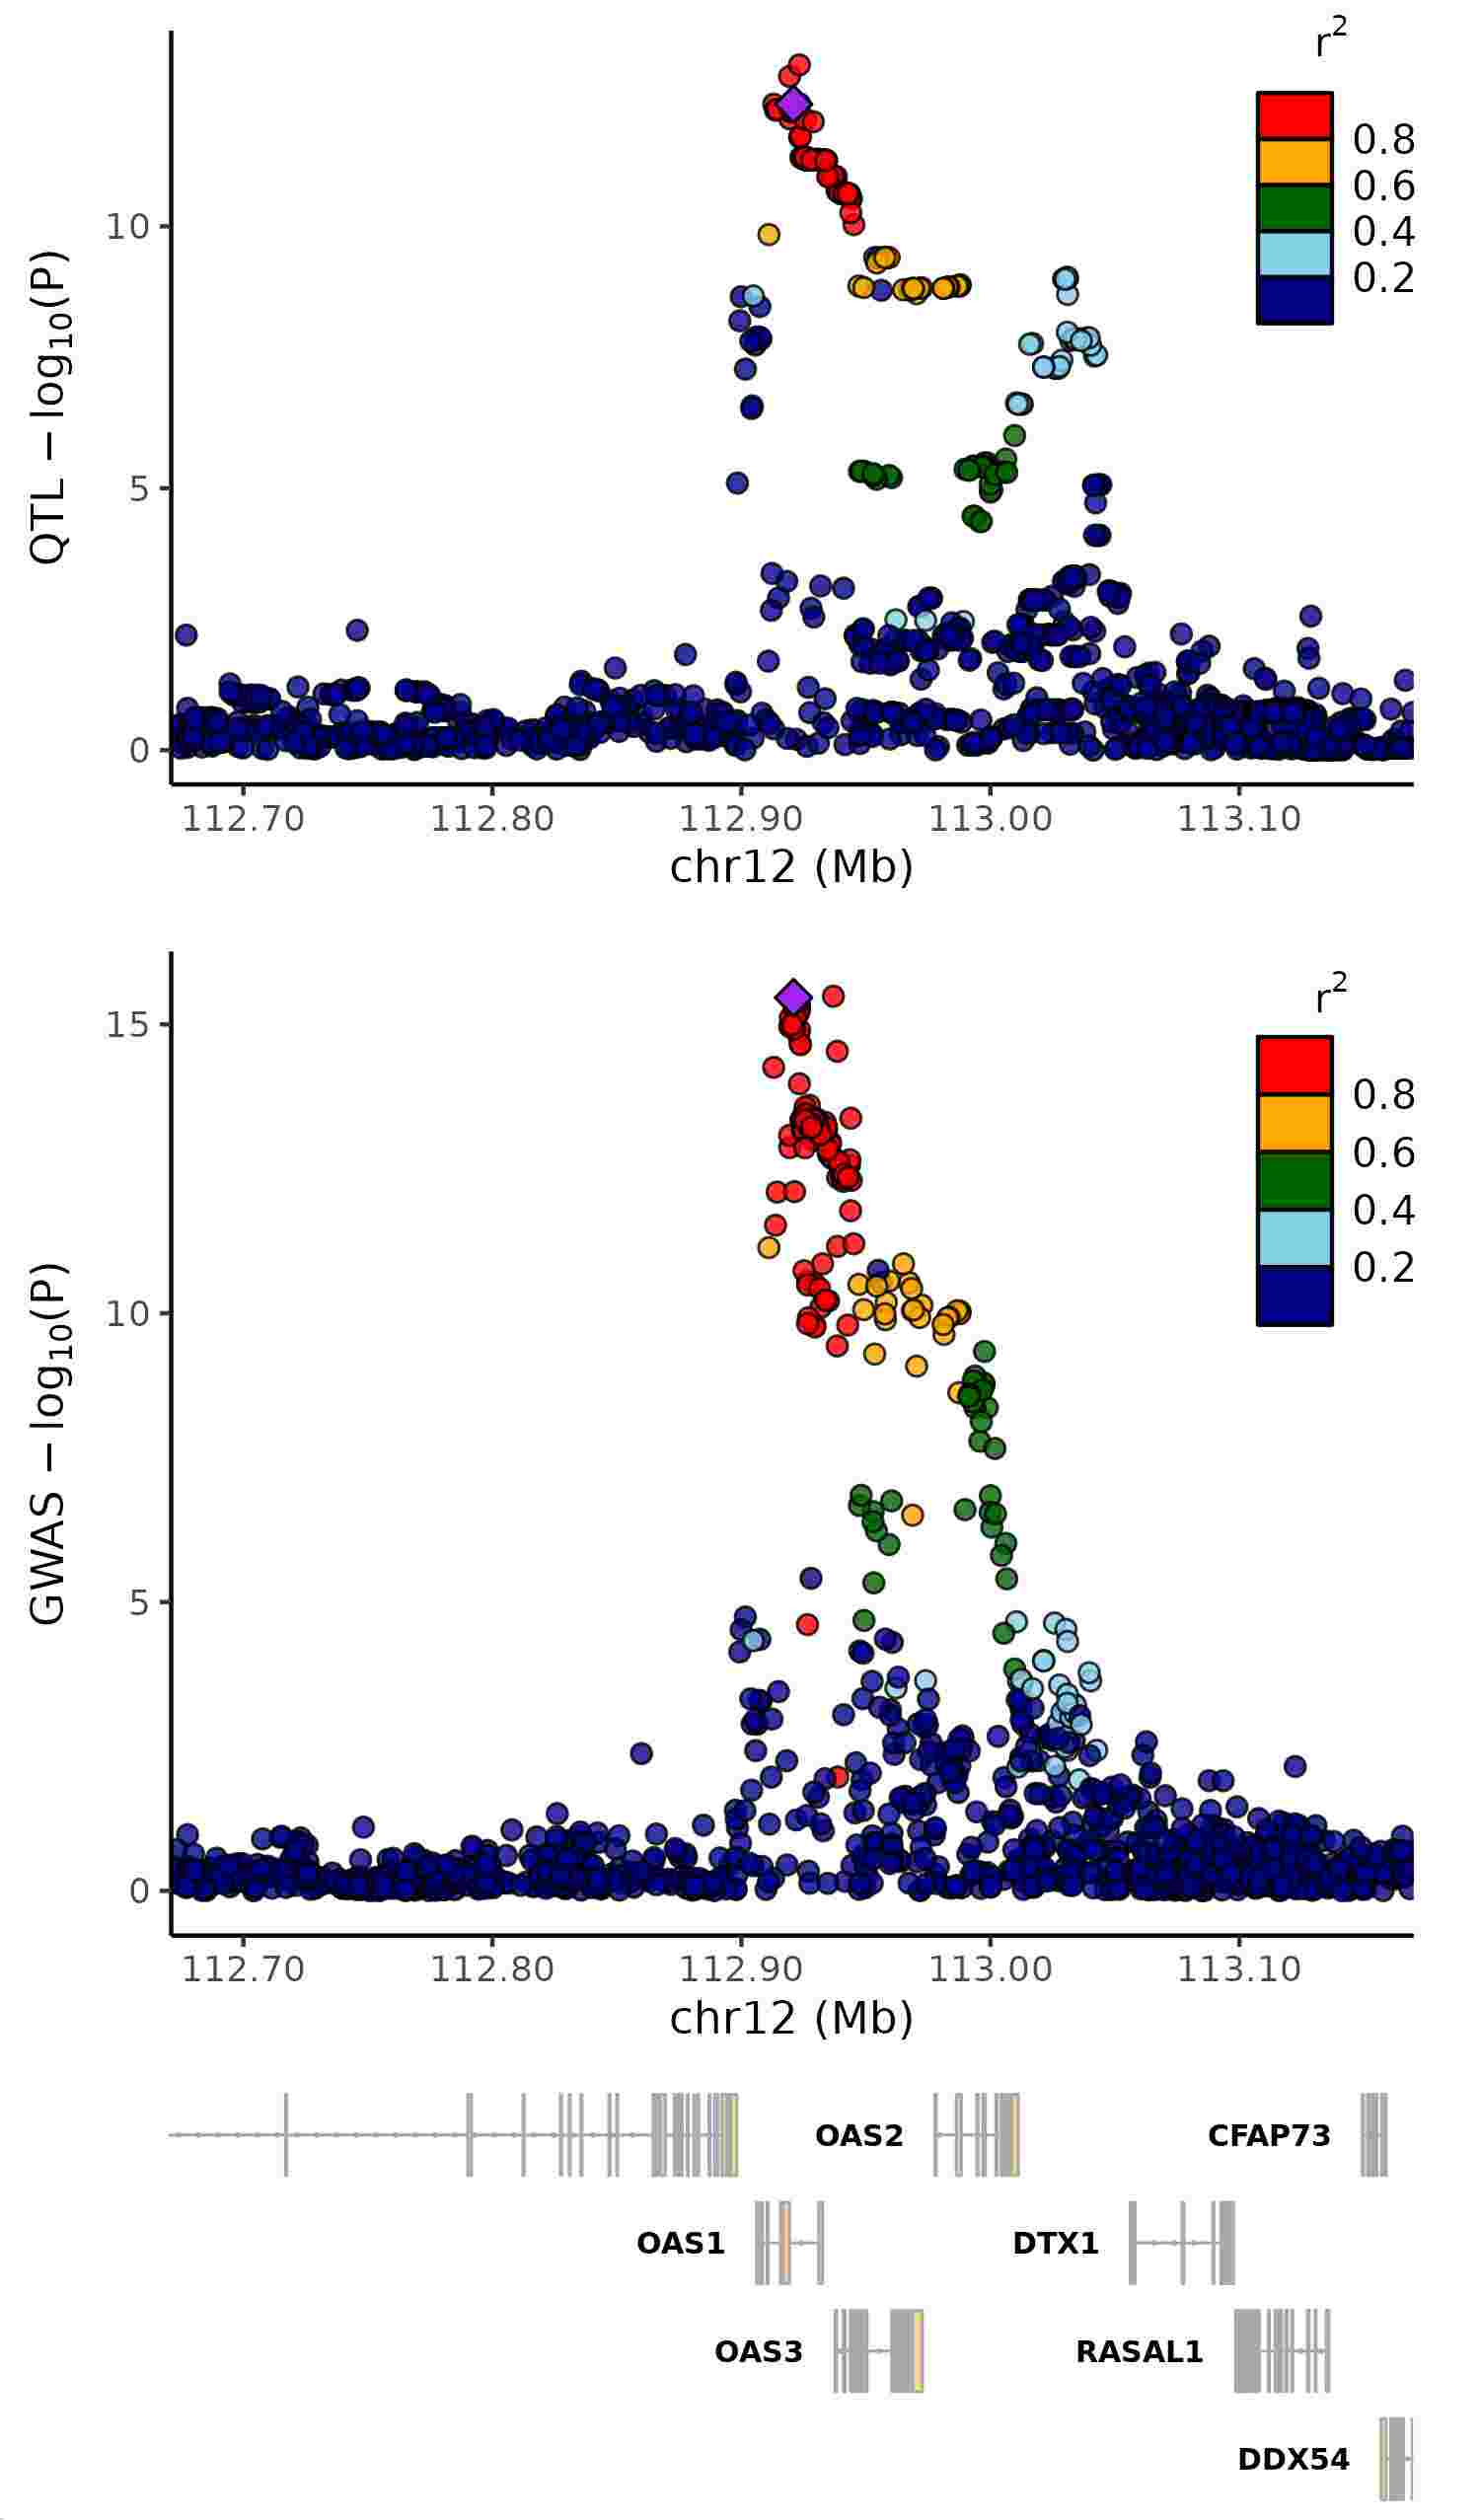 r²
0.8
0.6
0.4
0.2
QTL −log₁₀(P)
10
5
0
112.70 112.80 112.90 113.00 113.10
chr12 (Mb)
r²
0.8
0.6
0.4
0.2
GWAS −log₁₀(P)
15
10
5
0
112.70 112.80 112.90 113.00 113.10
chr12 (Mb)
OAS2 CFAP73
OAS1 DTX1
OAS3 RASAL1
DDX54